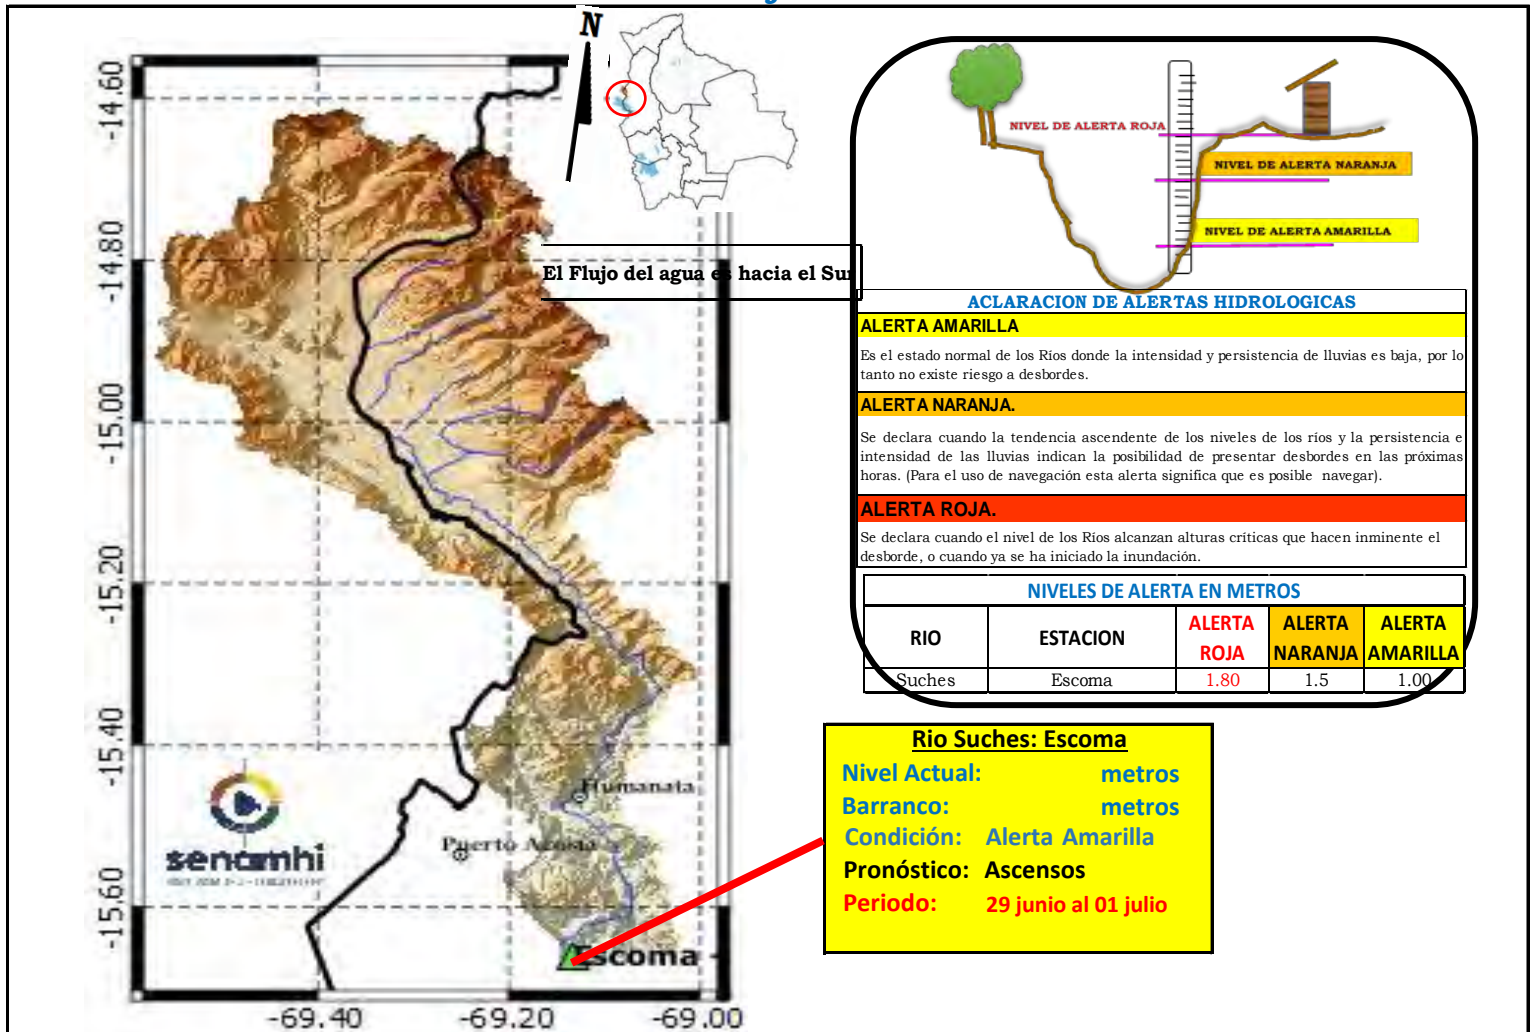 N
-14.60
-14.80
-15.00
-15.20
-15.40
-15.60
-69.40
-69.20
-69.00
El Flujo del agua es hacia el Sur
Humanata
Puerto Acosta
Escoma
senamhi
NIVEL DE ALERTA ROJA
NIVEL DE ALERTA NARANJA
NIVEL DE ALERTA AMARILLA
ACLARACION DE ALERTAS HIDROLOGICAS
ALERTA AMARILLA
Es el estado normal de los Ríos donde la intensidad y persistencia de lluvias es baja, por lo
tanto no existe riesgo a desbordes.
ALERTA NARANJA.
Se declara cuando la tendencia ascendente de los niveles de los ríos y la persistencia e
intensidad de las lluvias indican la posibilidad de presentar desbordes en las próximas
horas. (Para el uso de navegación esta alerta significa que es posible navegar).
ALERTA ROJA.
Se declara cuando el nivel de los Ríos alcanzan alturas críticas que hacen inminente el
desborde, o cuando ya se ha iniciado la inundación.
NIVELES DE ALERTA EN METROS
RIO ESTACION ALERTA ROJA ALERTA NARANJA ALERTA AMARILLA
Suches Escoma 1.80 1.5 1.00
Rio Suches: Escoma
Nivel Actual: metros
Barranco: metros
Condición: Alerta Amarilla
Pronóstico: Ascensos
Periodo: 29 junio al 01 julio